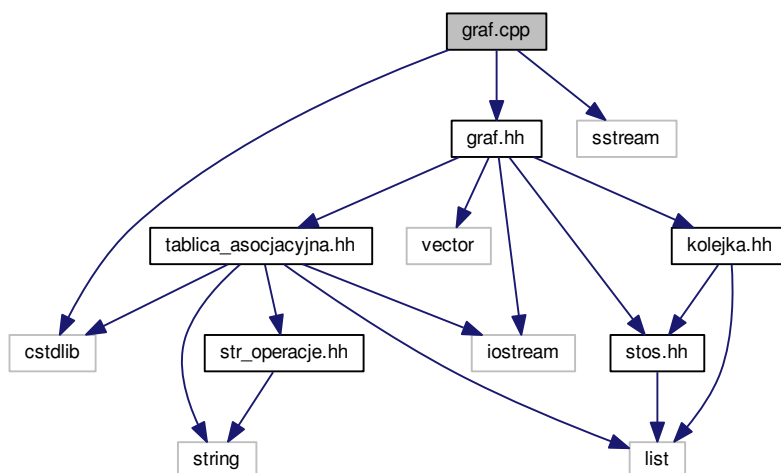 graf.cpp
graf.hh
sstream
tablica_asocjacyjna.hh
vector
kolejka.hh
cstdlib
str_operacje.hh
iostream
stos.hh
string
list